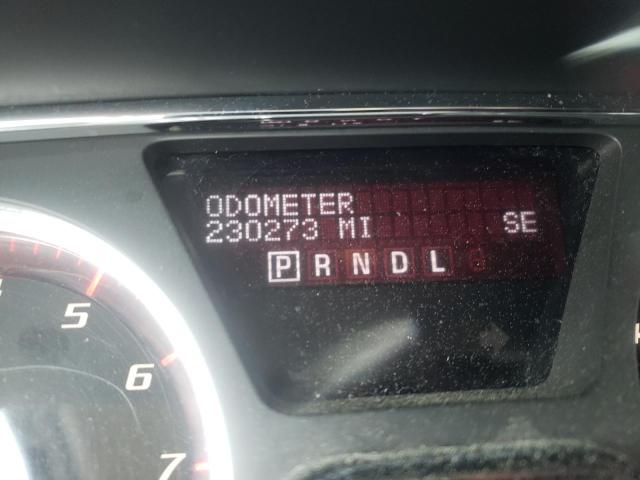 ODOMETER
230273 MI SE
P R N D L
5
6
7